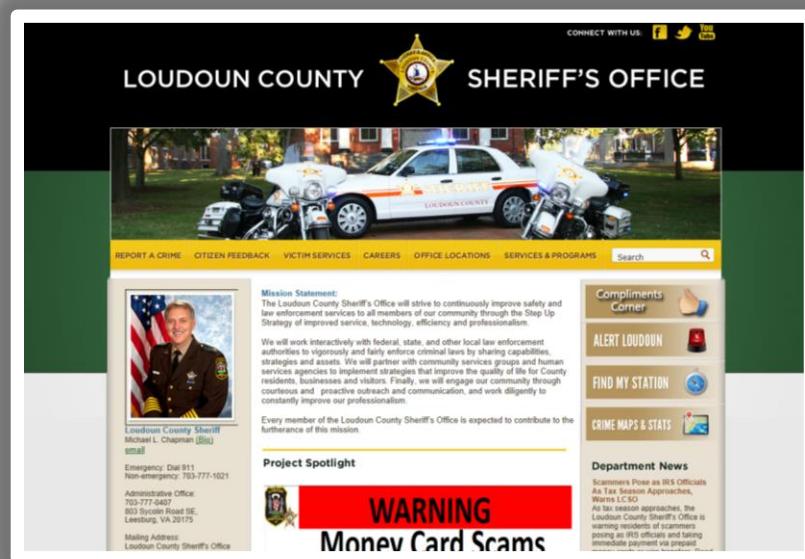 CONNECT WITH US:
You
Tube
LOUDOUN COUNTY SHERIFF'S OFFICE
SHERIFF
LOUDOUN COUNTY
REPORT A CRIME CITIZEN FEEDBACK VICTIM SERVICES CAREERS OFFICE LOCATIONS SERVICES & PROGRAMS Search
Loudoun County Sheriff
Michael L. Chapman (Bio)
email
Emergency: Dial 911
Non-emergency: 703-777-1021
Administrative Office:
703-777-0407
803 Sycolin Road SE,
Leesburg, VA 20175
Mailing Address:
Loudoun County Sheriff's Office
Mission Statement:
The Loudoun County Sheriff's Office will strive to continuously improve safety and
law enforcement services to all members of our community through the Step Up
Strategy of improved service, technology, efficiency and professionalism.
We will work interactively with federal, state, and other local law enforcement
authorities to vigorously and fairly enforce criminal laws by sharing capabilities,
strategies and assets. We will partner with community services groups and human
services agencies to implement strategies that improve the quality of life for County
residents, businesses and visitors. Finally, we will engage our community through
courteous and proactive outreach and communication, and work diligently to
constantly improve our professionalism.
Every member of the Loudoun County Sheriff's Office is expected to contribute to the
furtherance of this mission.
Project Spotlight
WARNING
Money Card Scams
Compliments
Corner
ALERT LOUDOUN
FIND MY STATION
CRIME MAPS & STATS
Department News
Scammers Pose as IRS Officials
As Tax Season Approaches,
Warns LCSO
As tax season approaches, the
Loudoun County Sheriff's Office is
warning residents of scammers
posing as IRS officials and taking
immediate payment via prepaid